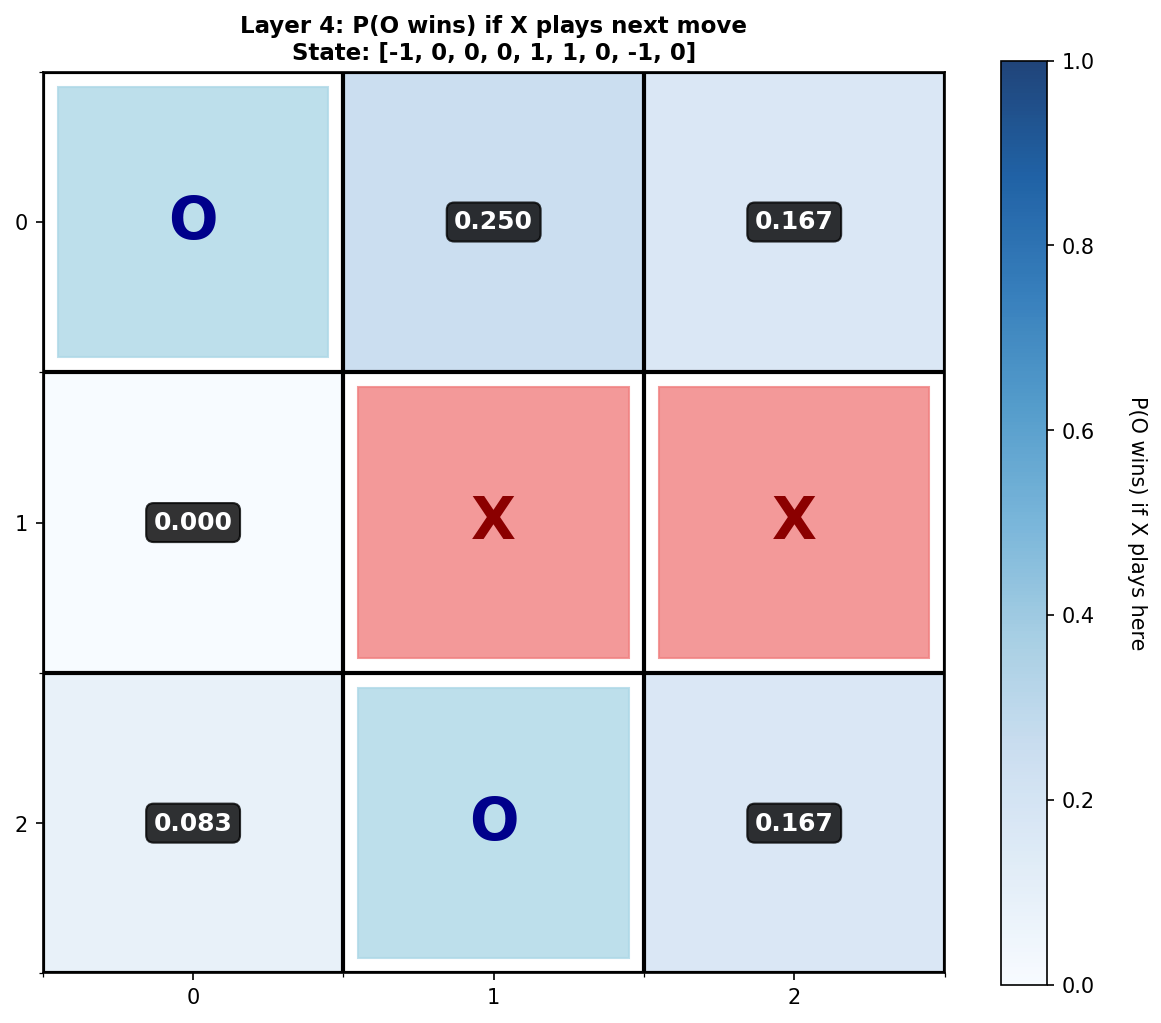 Layer 4: P(O wins) if X plays next move
State: [-1, 0, 0, 0, 1, 1, 0, -1, 0]
0
O
0.250
0.167
1
0.000
X
X
2
0.083
O
0.167
0
1
2
1.0
0.8
0.6
0.4
0.2
0.0
P(O wins) if X plays here